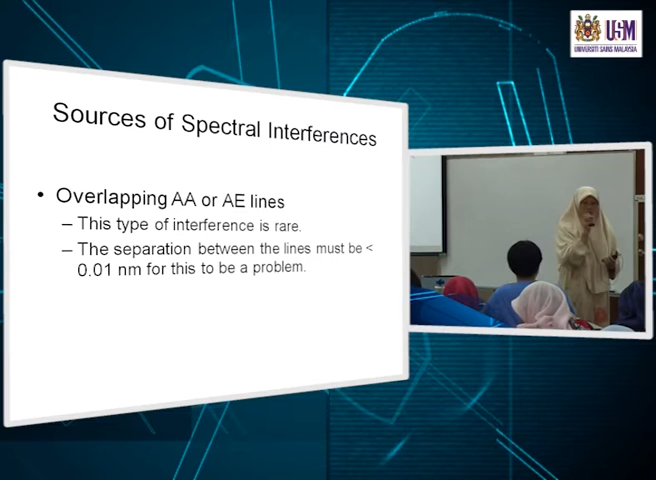 USM
UNIVERSITI SAINS MALAYSIA
Sources of Spectral Interferences
• Overlapping AA or AE lines
– This type of interference is rare.
– The separation between the lines must be <
0.01 nm for this to be a problem.